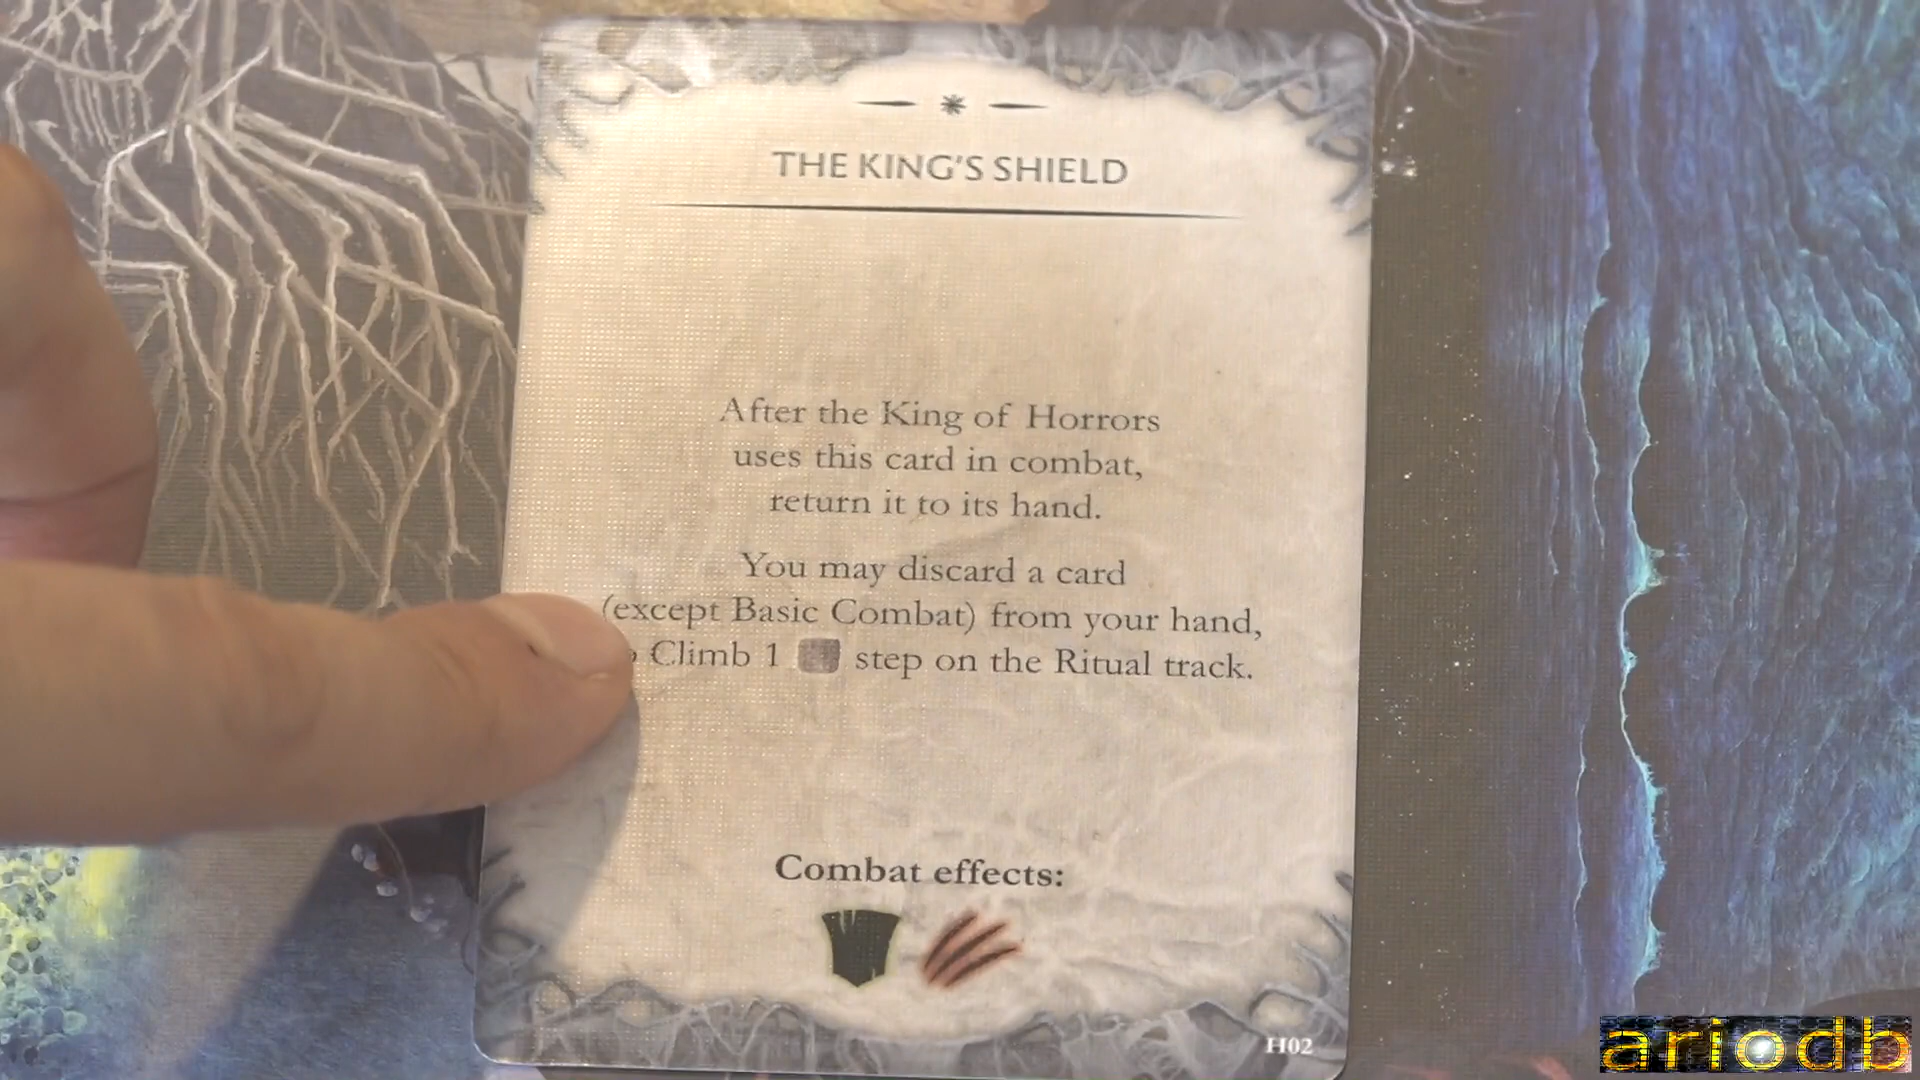 THE KING'S SHIELD
After the King of Horrors
uses this card in combat,
return it to its hand.
You may discard a card
(except Basic Combat) from your hand,
Climb 1 step on the Ritual track.
Combat effects:
H02
ariodb